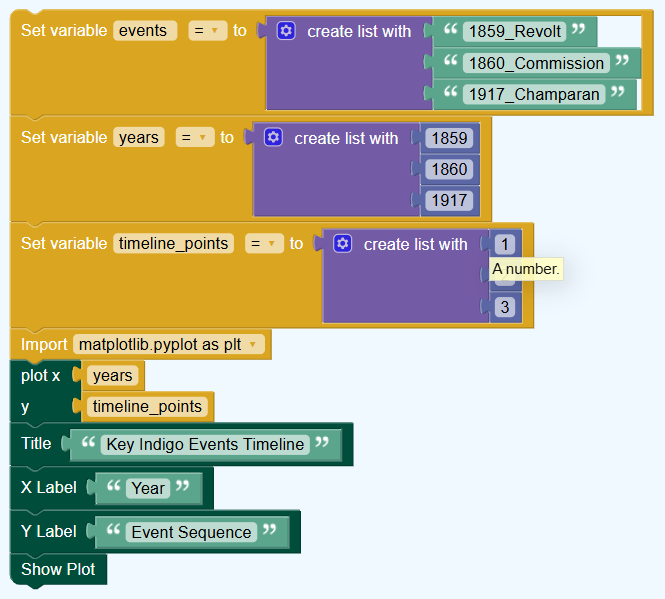 Set variable events = to create list with “ 1859_Revolt ”
“ 1860_Commission ”
“ 1917_Champaran ”
Set variable years = to create list with 1859
1860
1917
Set variable timeline_points = to create list with 1
A number.
3
Import matplotlib.pyplot as plt
plot x years
y timeline_points
Title “ Key Indigo Events Timeline ”
X Label “ Year ”
Y Label “ Event Sequence ”
Show Plot